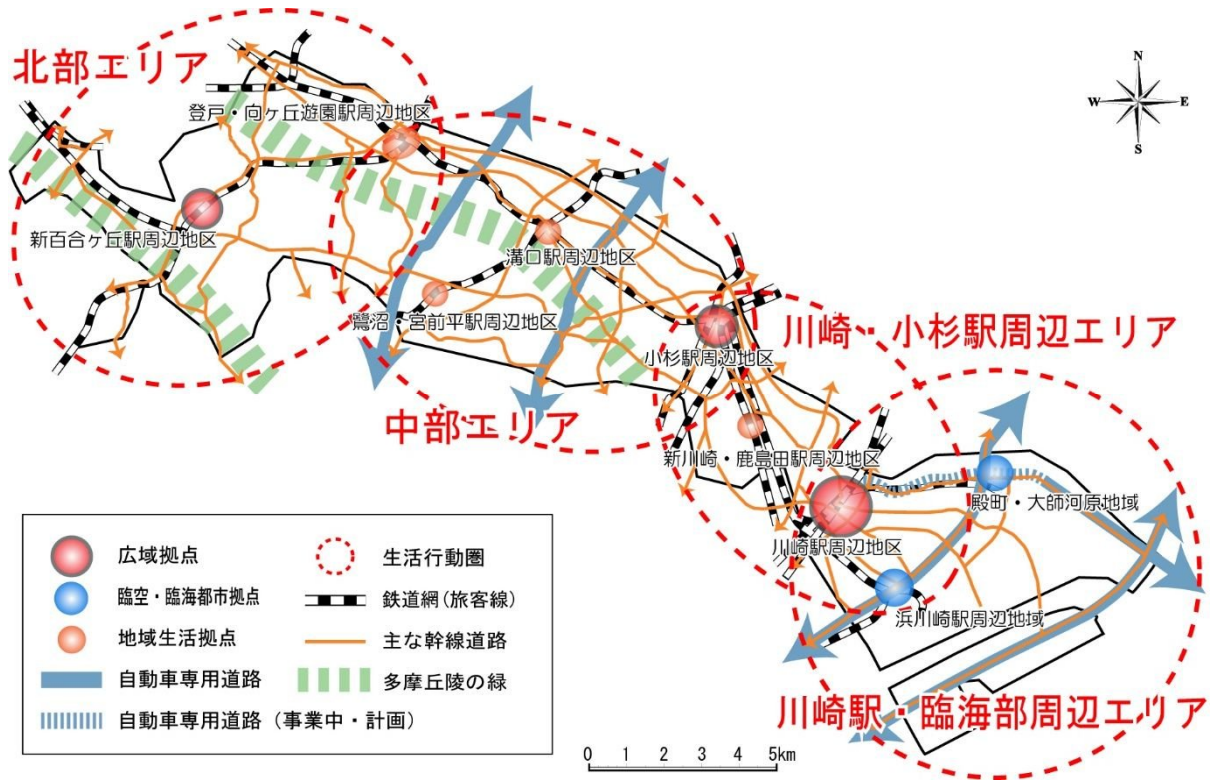 北部エリア
N
W
E
S
登戸・向ヶ丘遊園駅周辺地区
新百合ヶ丘駅周辺地区
溝口駅周辺地区
鷺沼・宮前平駅周辺地区
小杉駅周辺地区
川崎・小杉駅周辺エリア
中部エリア
新川崎・鹿島田駅周辺地区
殿町・大師河原地域
川崎駅周辺地区
浜川崎駅周辺地域
川崎駅・臨海部周辺エリア
広域拠点
生活行動圏
臨空・臨海都市拠点
鉄道網(旅客線)
地域生活拠点
主な幹線道路
自動車専用道路
多摩丘陵の緑
自動車専用道路(事業中・計画)
0 1 2 3 4 5km